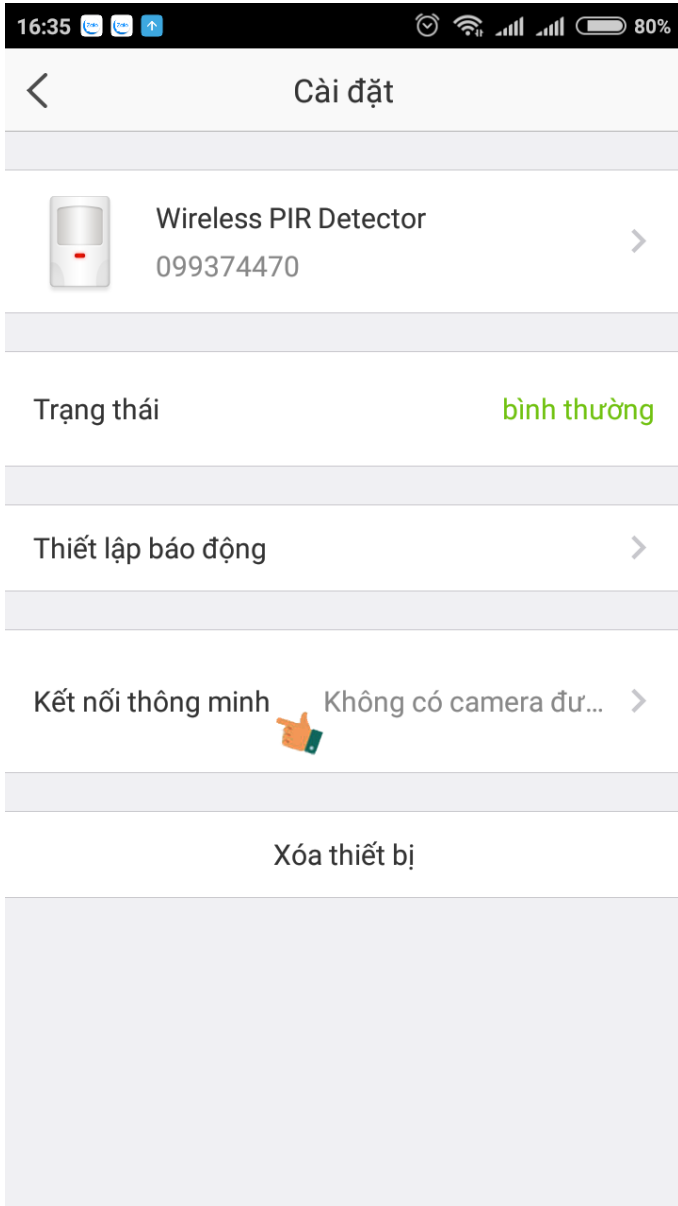 16:35 80%
Cài đặt
Wireless PIR Detector
099374470
Trạng thái bình thường
Thiết lập báo động
Kết nối thông minh Không có camera đư...
Xóa thiết bị